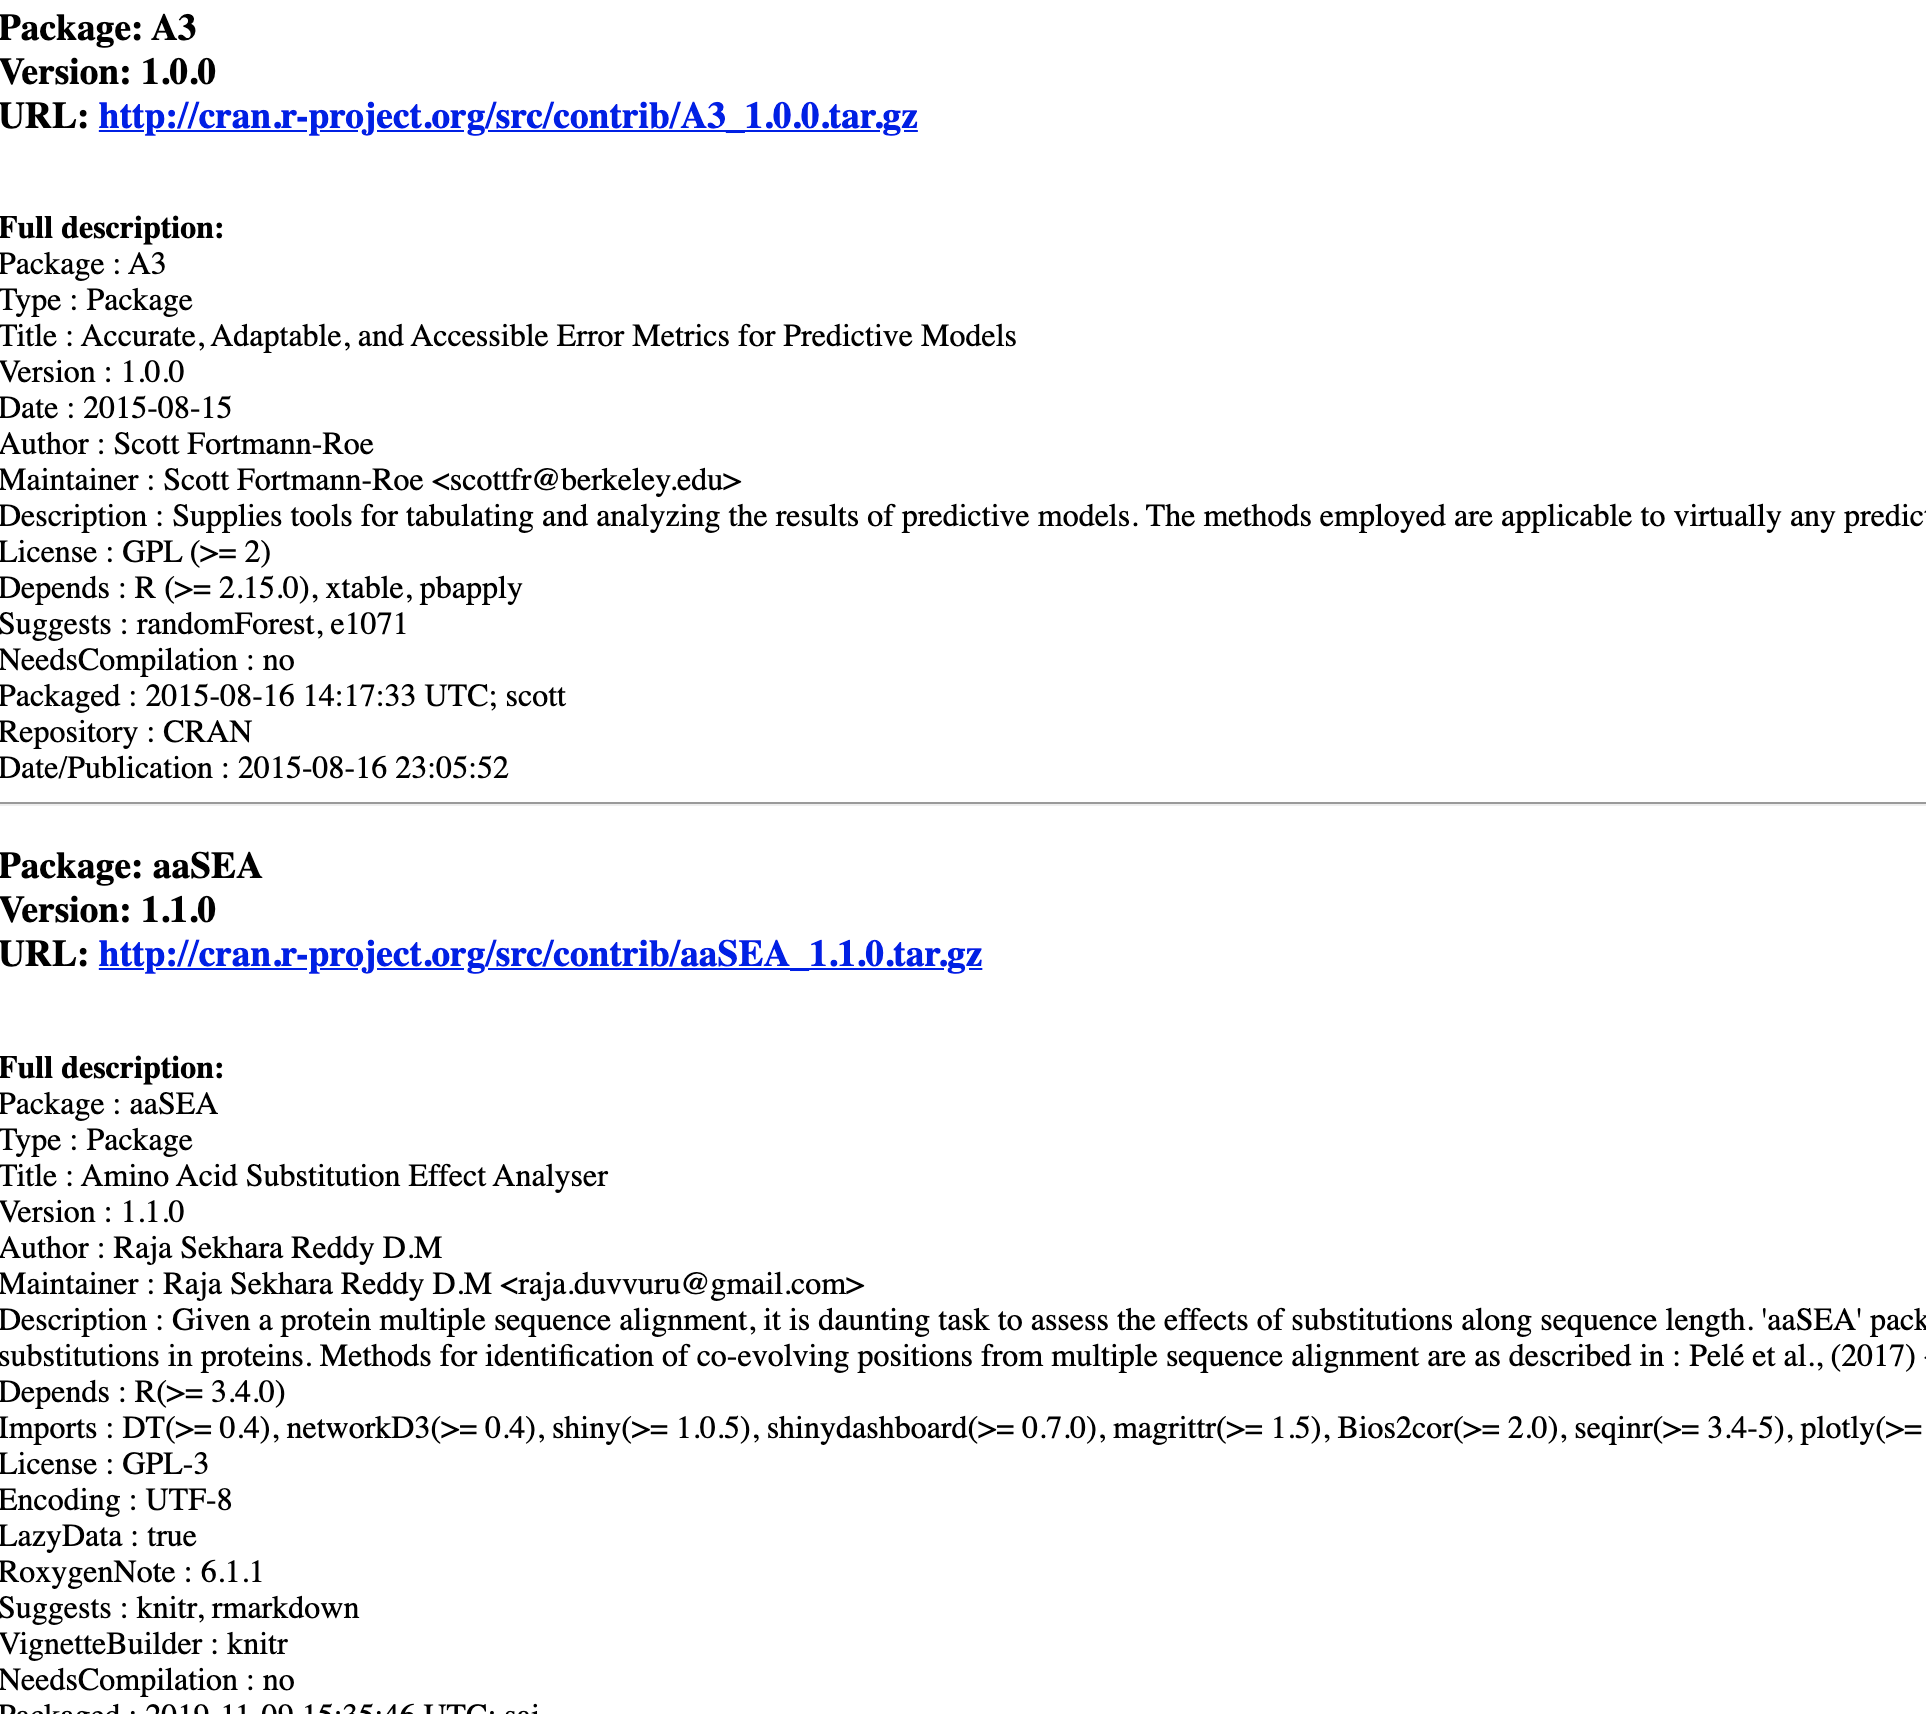 Package: A3
Version: 1.0.0
URL: http://cran.r-project.org/src/contrib/A3_1.0.0.tar.gz
Full description:
Package : A3
Type : Package
Title : Accurate, Adaptable, and Accessible Error Metrics for Predictive Models
Version : 1.0.0
Date : 2015-08-15
Author : Scott Fortmann-Roe
Maintainer : Scott Fortmann-Roe <scottfr@berkeley.edu>
Description : Supplies tools for tabulating and analyzing the results of predictive models. The methods employed are applicable to virtually any predic
License : GPL (>= 2)
Depends : R (>= 2.15.0), xtable, pbapply
Suggests : randomForest, e1071
NeedsCompilation : no
Packaged : 2015-08-16 14:17:33 UTC; scott
Repository : CRAN
Date/Publication : 2015-08-16 23:05:52
Package: aaSEA
Version: 1.1.0
URL: http://cran.r-project.org/src/contrib/aaSEA_1.1.0.tar.gz
Full description:
Package : aaSEA
Type : Package
Title : Amino Acid Substitution Effect Analyser
Version : 1.1.0
Author : Raja Sekhara Reddy D.M
Maintainer : Raja Sekhara Reddy D.M <raja.duvvuru@gmail.com>
Description : Given a protein multiple sequence alignment, it is daunting task to assess the effects of substitutions along sequence length. 'aaSEA' pack
substitutions in proteins. Methods for identification of co-evolving positions from multiple sequence alignment are as described in : Pelé et al., (2017)
Depends : R(>= 3.4.0)
Imports : DT(>= 0.4), networkD3(>= 0.4), shiny(>= 1.0.5), shinydashboard(>= 0.7.0), magrittr(>= 1.5), Bios2cor(>= 2.0), seqinr(>= 3.4-5), plotly(>=
License : GPL-3
Encoding : UTF-8
LazyData : true
RoxygenNote : 6.1.1
Suggests : knitr, rmarkdown
VignetteBuilder : knitr
NeedsCompilation : no
Packaged : 2019-11-09 15:35:46 UTC; sai